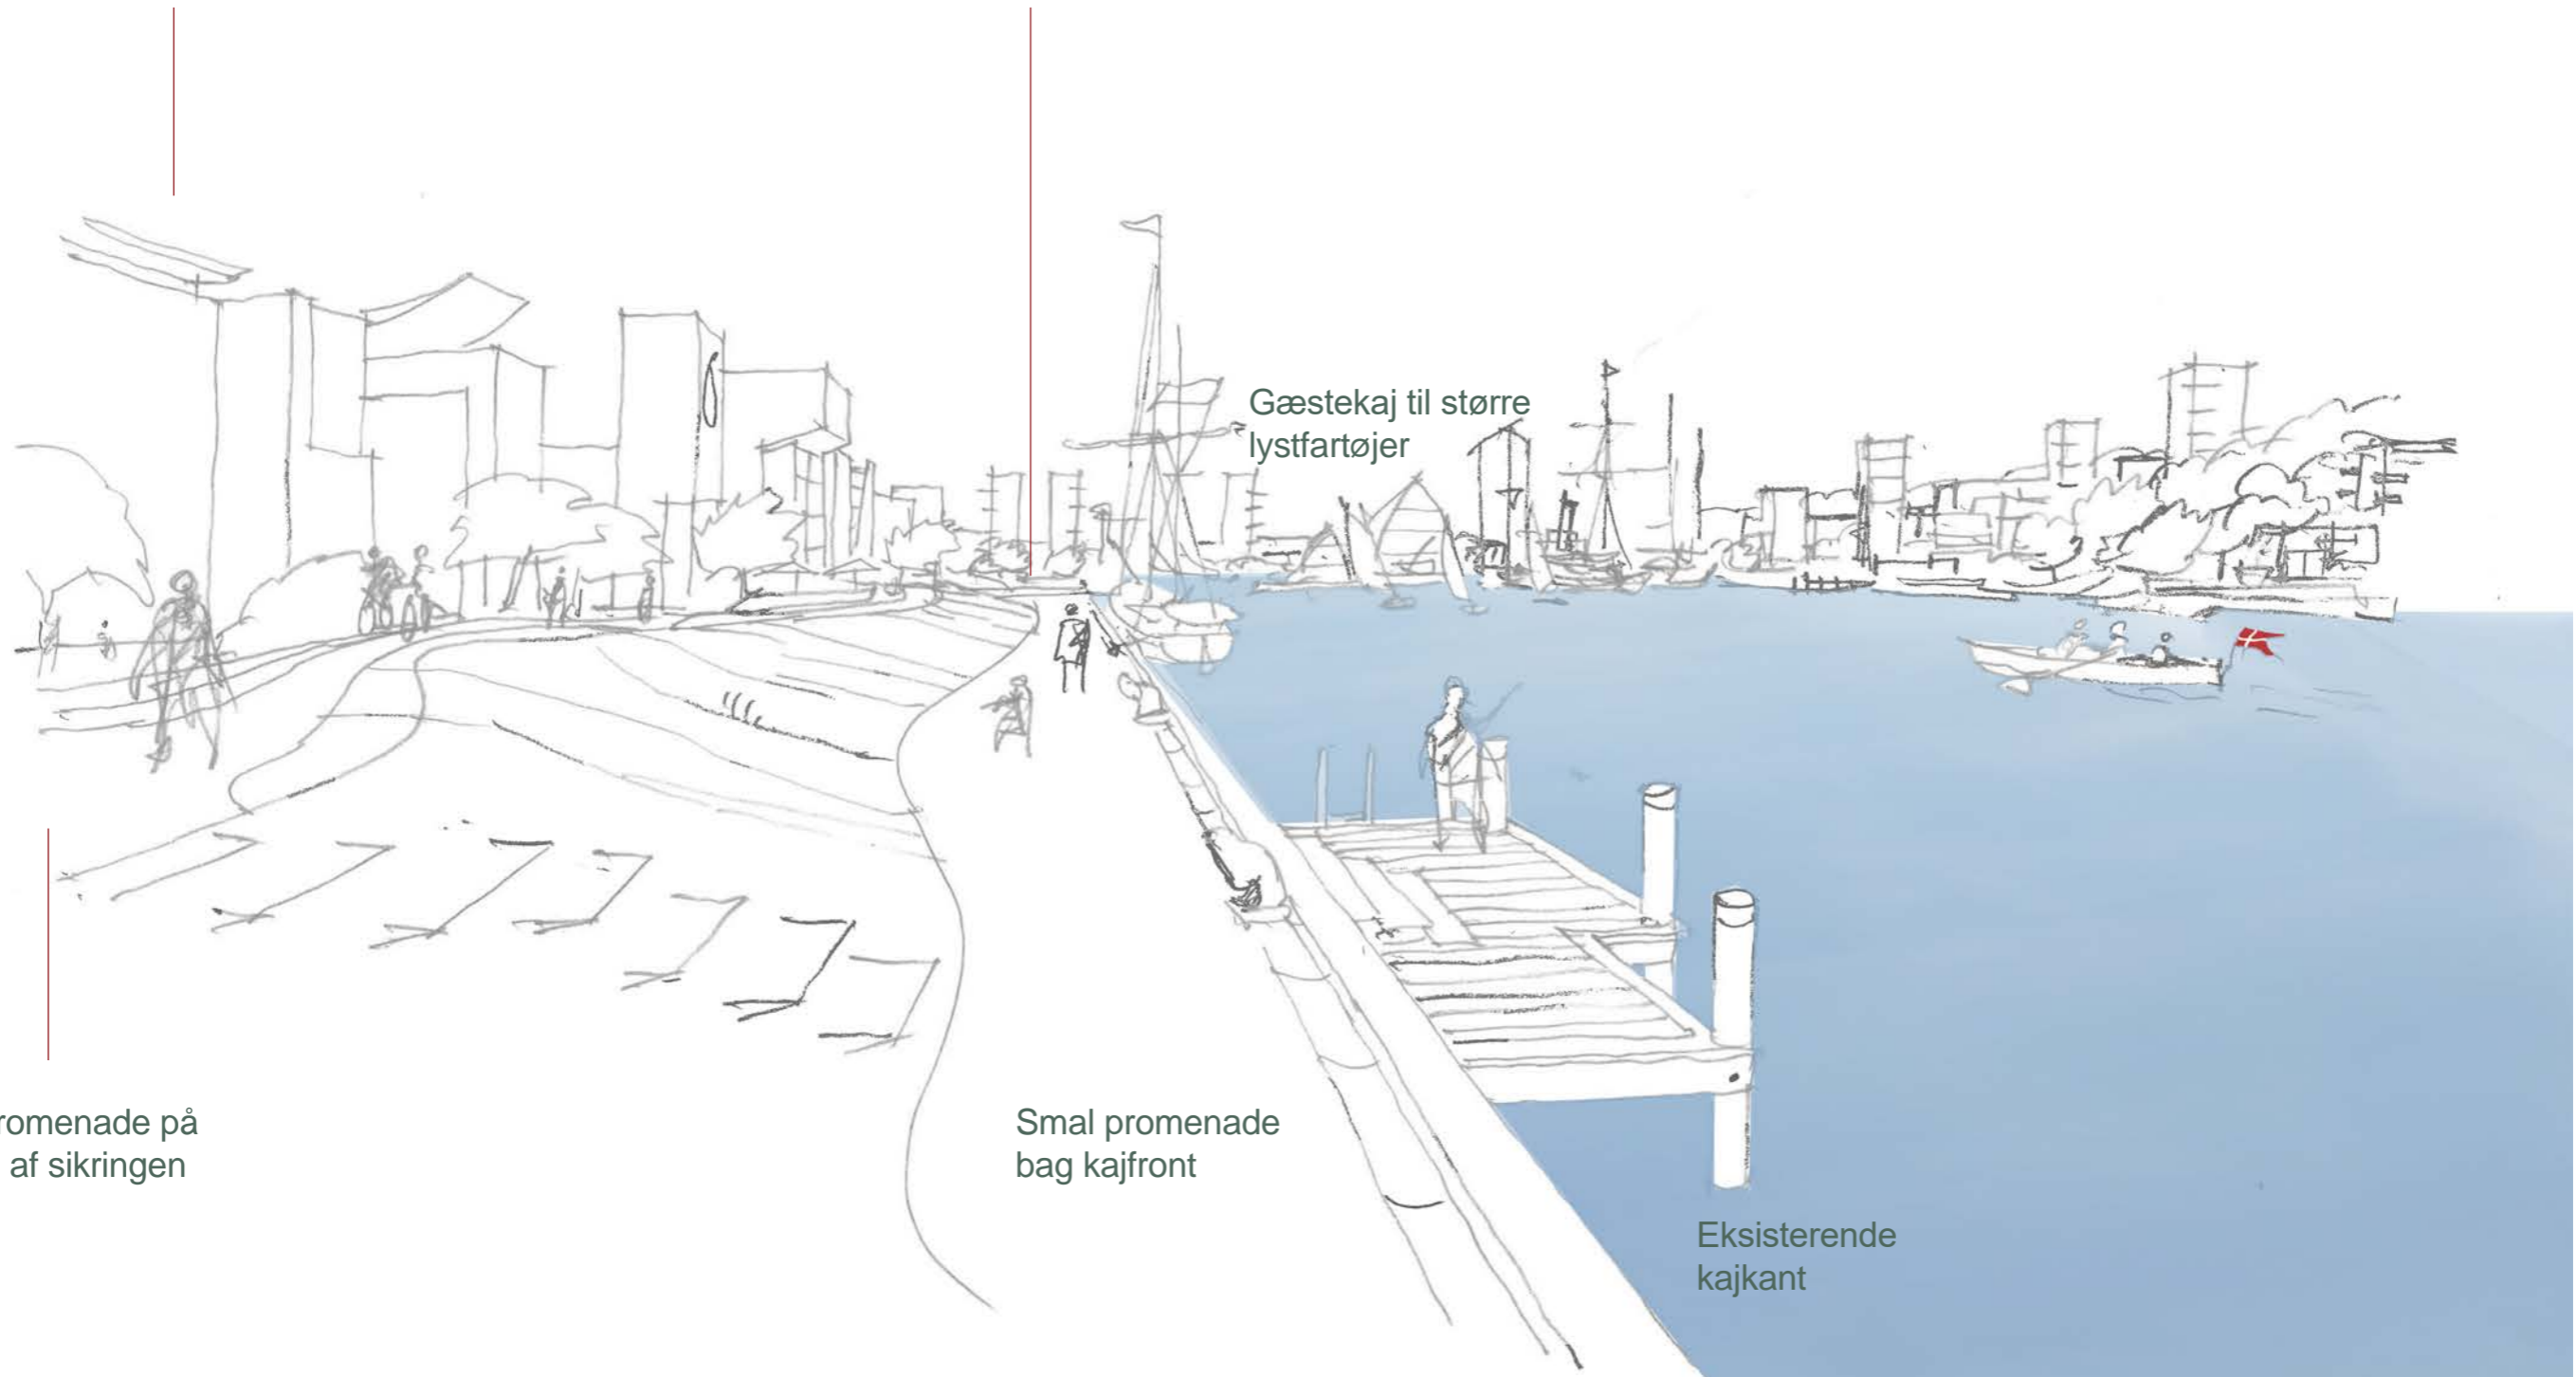 Gæstekaj til større
lystfartøjer
romenade på
af sikringen
Smal promenade
bag kajfront
Eksisterende
kajkant